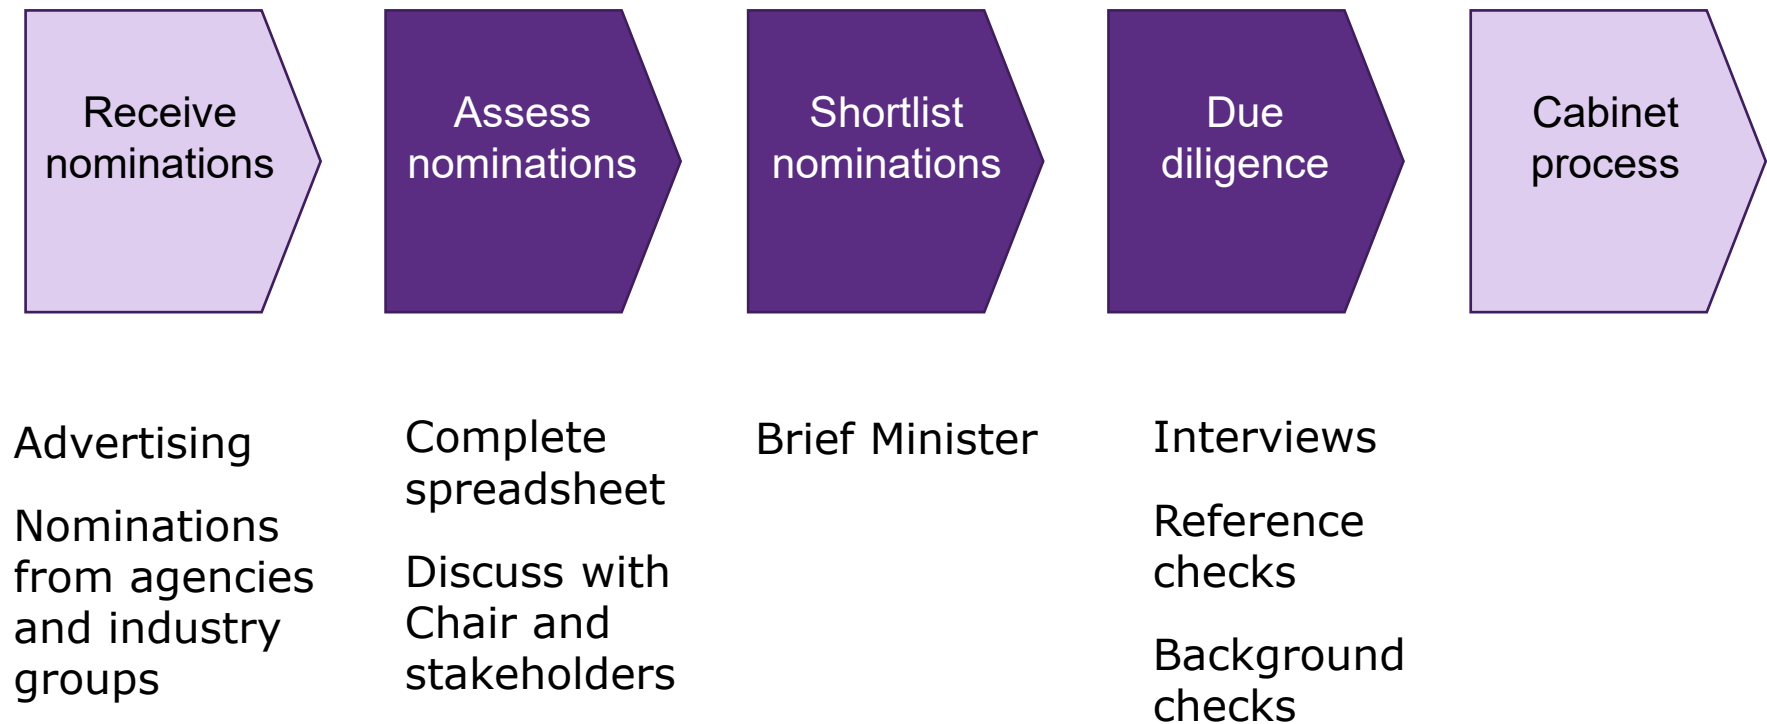 Receive
nominations
Assess
nominations
Shortlist
nominations
Due
diligence
Cabinet
process
Advertising
Nominations
from agencies
and industry
groups
Complete
spreadsheet
Discuss with
Chair and
stakeholders
Brief Minister
Interviews
Reference
checks
Background
checks